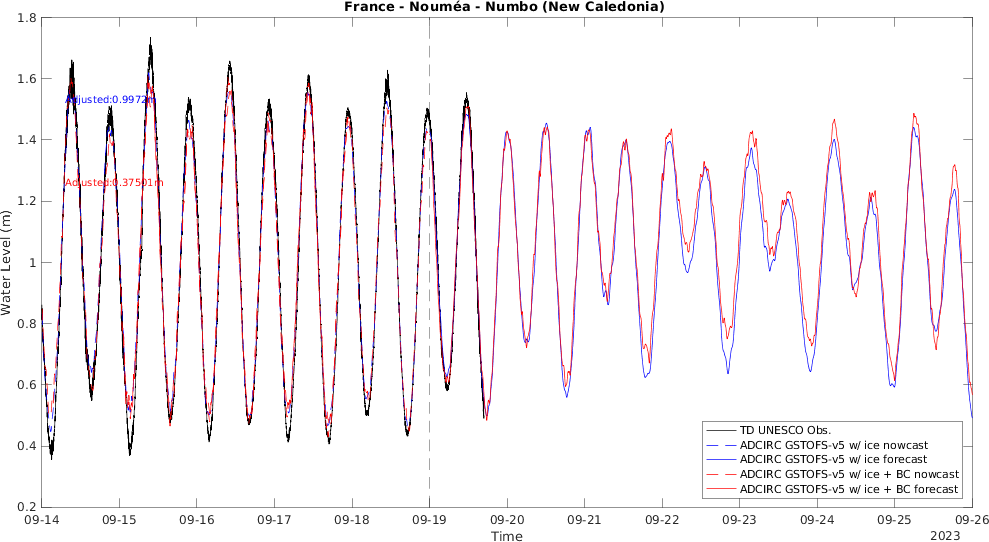 France - Nouméa - Numbo (New Caledonia)
1.8
1.6
1.4
1.2
1
0.8
0.6
0.4
0.2
Water Level (m)
Adjusted:0.9972m
Adjusted:0.37501m
TD UNESCO Obs.
ADCIRC GSTOFS-v5 w/ ice nowcast
ADCIRC GSTOFS-v5 w/ ice forecast
ADCIRC GSTOFS-v5 w/ ice + BC nowcast
ADCIRC GSTOFS-v5 w/ ice + BC forecast
09-14 09-15 09-16 09-17 09-18 09-19 09-20 09-21 09-22 09-23 09-24 09-25 09-26
Time
2023